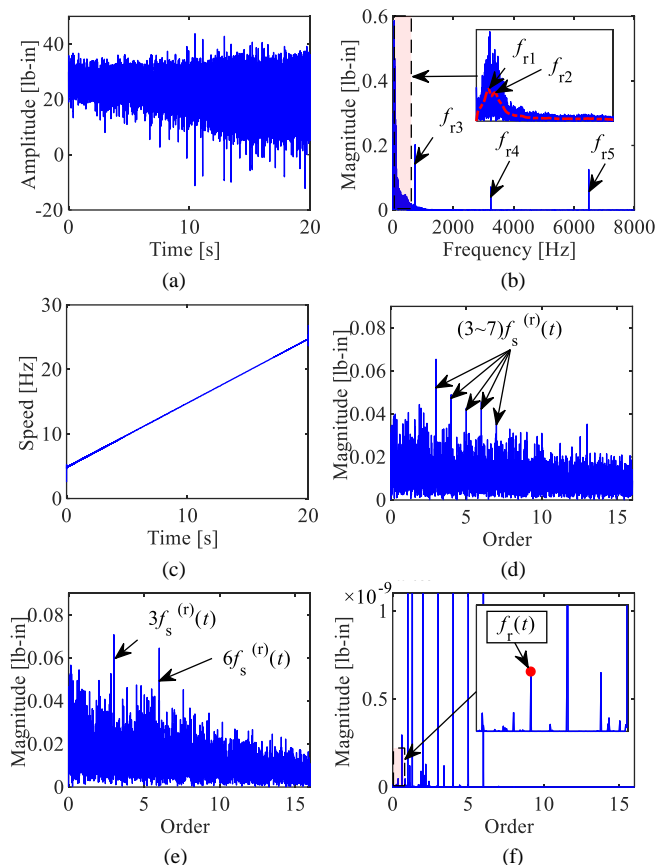 50
40
20
0
-20
0
10
20
Amplitude [lb-in]
Time [s]
(a)
0.6
0.4
0.2
0
0
2000
4000
6000
8000
Magnitude [lb-in]
Frequency [Hz]
f_r1
f_r2
f_r3
f_r4
f_r5
(b)
30
20
10
0
0
10
20
Speed [Hz]
Time [s]
(c)
0.08
0.06
0.04
0.02
0
0
5
10
15
Magnitude [lb-in]
Order
(3~7)f_s^(r)(t)
(d)
0.08
0.06
0.04
0.02
0
0
5
10
15
Magnitude [lb-in]
Order
3f_s^(r)(t)
6f_s^(r)(t)
(e)
×10^-9
1
0.5
0
0
5
10
15
Magnitude [lb-in]
Order
f_r(t)
(f)